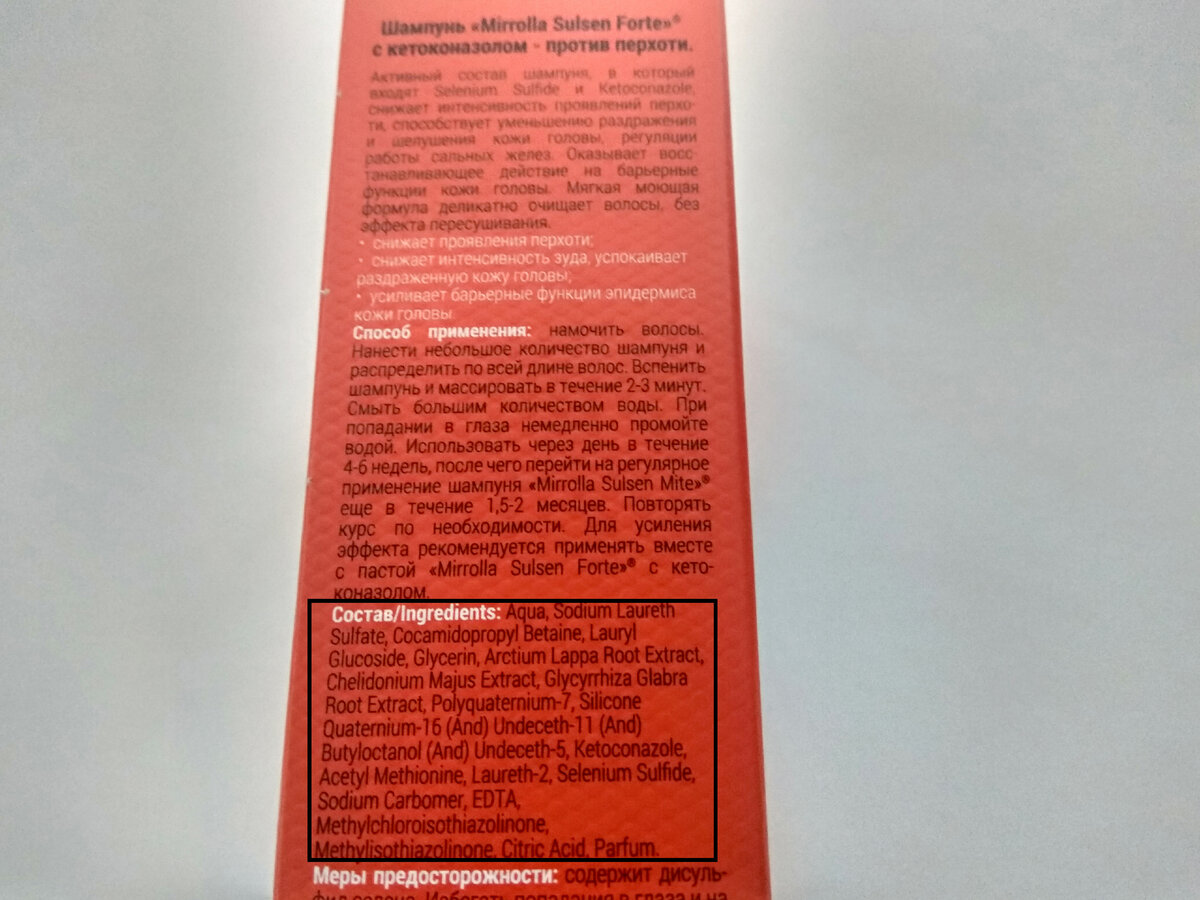 Шампунь «Mirrolla Sulsen Forte»®
с кетоконазолом - против перхоти.
Активный состав шампуня, в который
входят Selenium Sulfide и Ketoconazole,
снижает интенсивность проявлений перхо-
ти, способствует уменьшению раздражения
и шелушения кожи головы, регуляции
работы сальных желез. Оказывает восс-
танавливающее действие на барьерные
функции кожи головы. Мягкая моющая
формула деликатно очищает волосы, без
эффекта пересушивания.
• снижает проявления перхоти;
• снижает интенсивность зуда, успокаивает
раздраженную кожу головы;
• усиливает барьерные функции эпидермиса
кожи головы.
Способ применения: намочить волосы.
Нанести небольшое количество шампуня и
распределить по всей длине волос. Вспенить
шампунь и массировать в течение 2-3 минут.
Смыть большим количеством воды. При
попадании в глаза немедленно промойте
водой. Использовать через день в течение
4-6 недель, после чего перейти на регулярное
применение шампуня «Mirrolla Sulsen Mite»®
еще в течение 1,5-2 месяцев. Повторять
курс по необходимости. Для усиления
эффекта рекомендуется применять вместе
с пастой «Mirrolla Sulsen Forte»® с кето-
коназолом.
Состав/Ingredients: Aqua, Sodium Laureth
Sulfate, Cocamidopropyl Betaine, Lauryl
Glucoside, Glycerin, Arctium Lappa Root Extract,
Chelidonium Majus Extract, Glycyrrhiza Glabra
Root Extract, Polyquaternium-7, Silicone
Quaternium-16 (And) Undeceth-11 (And)
Butyloctanol (And) Undeceth-5, Ketoconazole,
Acetyl Methionine, Laureth-2, Selenium Sulfide,
Sodium Carbomer, EDTA,
Methylchloroisothiazolinone,
Methylisothiazolinone, Citric Acid, Parfum.
Меры предосторожности: содержит дисуль-
фид селена. Избегать попадания в глаза и на